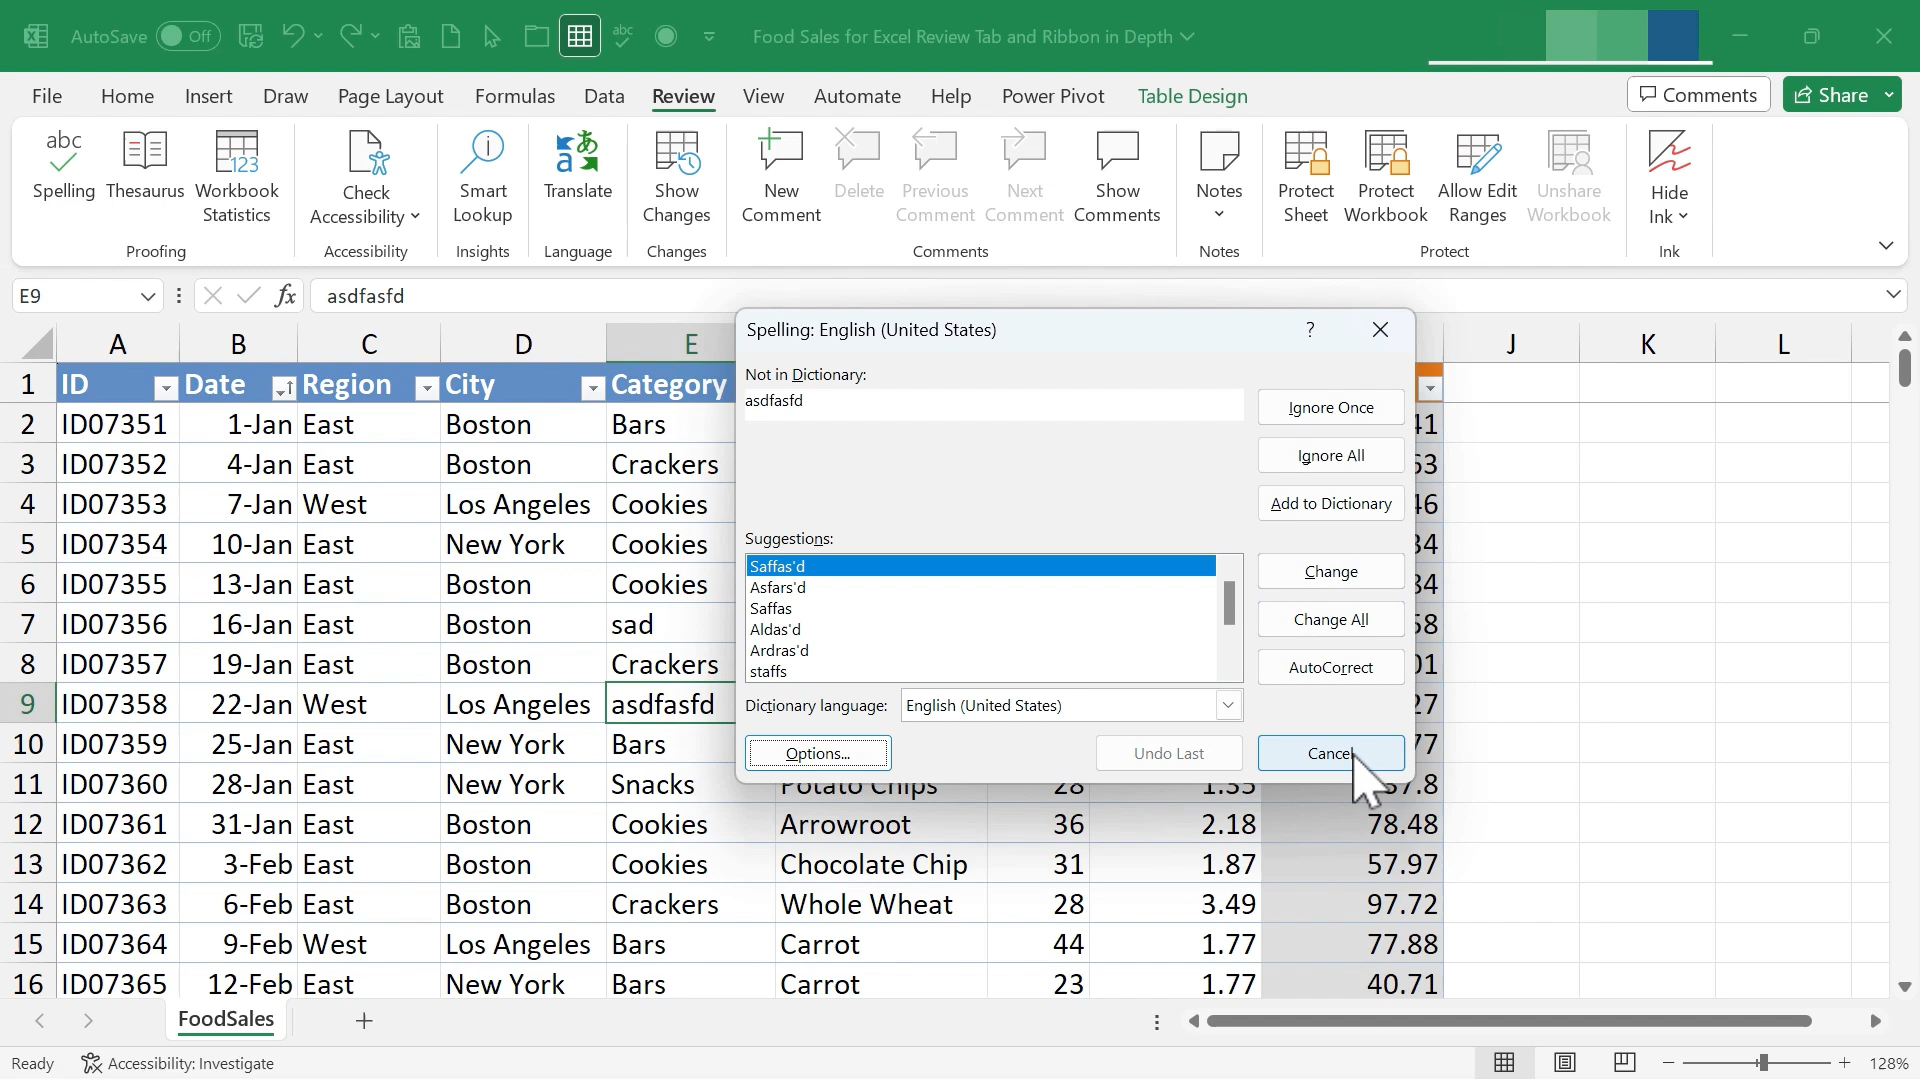 AutoSave Off
abc
Food Sales for Excel Review Tab and Ribbon in Depth
File Home Insert Draw Page Layout Formulas Data Review View Automate Help Power Pivot Table Design Comments Share
abc
Spelling
Thesaurus
123
Workbook
Statistics
Proofing
Check
Accessibility
Accessibility
Smart
Lookup
Insights
a あ
Translate
Language
Show
Changes
Changes
New
Comment
Delete
Previous
Comment
Next
Comment
Show
Comments
Comments
Notes
Notes
Protect
Sheet
Protect
Workbook
Allow Edit
Ranges
Unshare
Workbook
Protect
Hide
Ink
Ink
E9 fx asdfasfd
A B C D E J K L
1 ID Date Region City Category
2 ID07351 1-Jan East Boston Bars
3 ID07352 4-Jan East Boston Crackers
4 ID07353 7-Jan West Los Angeles Cookies
5 ID07354 10-Jan East New York Cookies
6 ID07355 13-Jan East Boston Cookies
7 ID07356 16-Jan East Boston sad
8 ID07357 19-Jan East Boston Crackers
9 ID07358 22-Jan West Los Angeles asdfasfd
10 ID07359 25-Jan East New York Bars
11 ID07360 28-Jan East New York Snacks Potato Chips 28 1.35 37.8
12 ID07361 31-Jan East Boston Cookies Arrowroot 36 2.18 78.48
13 ID07362 3-Feb East Boston Cookies Chocolate Chip 31 1.87 57.97
14 ID07363 6-Feb East Boston Crackers Whole Wheat 28 3.49 97.72
15 ID07364 9-Feb West Los Angeles Bars Carrot 44 1.77 77.88
16 ID07365 12-Feb East New York Bars Carrot 23 1.77 40.71
Spelling: English (United States) ?
Not in Dictionary:
asdfasfd
Ignore Once
Ignore All
Add to Dictionary
Suggestions:
Saffas'd
Asfars'd
Saffas
Aldas'd
Ardras'd
staffs
Change
Change All
AutoCorrect
Dictionary language: English (United States)
Options... Undo Last Cancel
FoodSales
Ready Accessibility: Investigate 128%